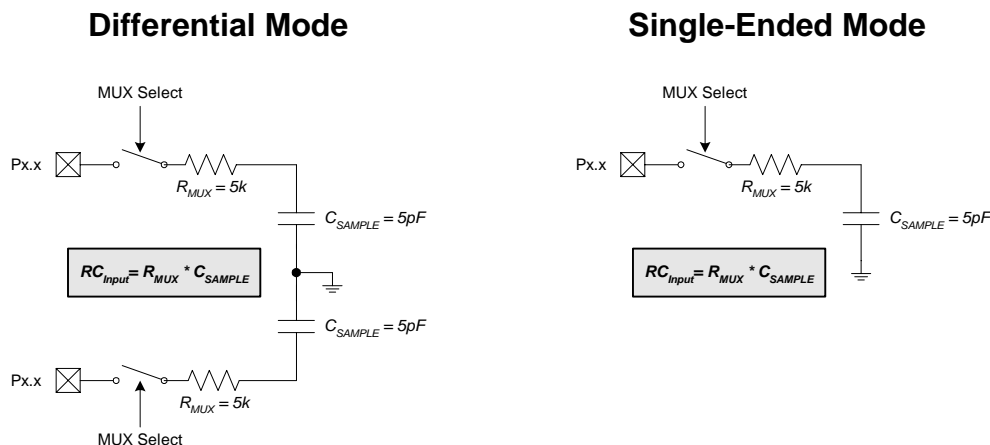 Differential Mode
MUX Select
Px.x
R_MUX = 5k
C_SAMPLE = 5pF
RC_Input= R_MUX * C_SAMPLE
C_SAMPLE = 5pF
Px.x
R_MUX = 5k
MUX Select
Single-Ended Mode
MUX Select
Px.x
R_MUX = 5k
C_SAMPLE = 5pF
RC_Input= R_MUX * C_SAMPLE